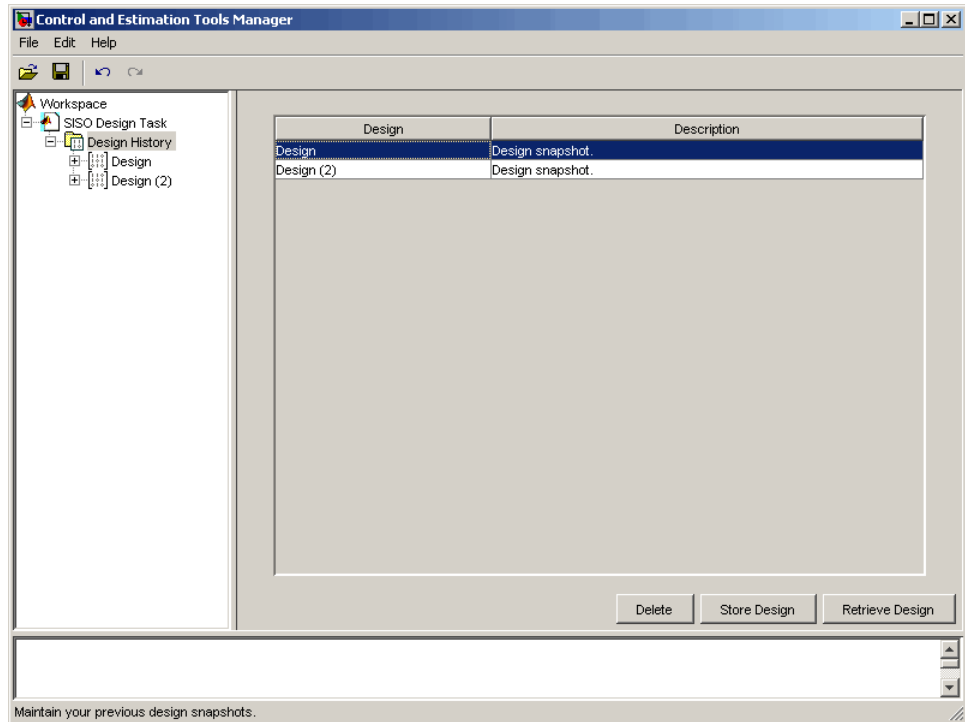 Control and Estimation Tools Manager
File Edit Help
Workspace
SISO Design Task
Design History
Design
Design (2)
Design Description
Design Design snapshot.
Design (2) Design snapshot.
Delete Store Design Retrieve Design
Maintain your previous design snapshots.